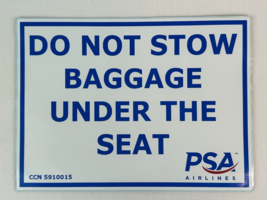 DO NOT STOW
BAGGAGE
UNDER THE
SEAT
PSA
AIRLINES
CCN 5910015